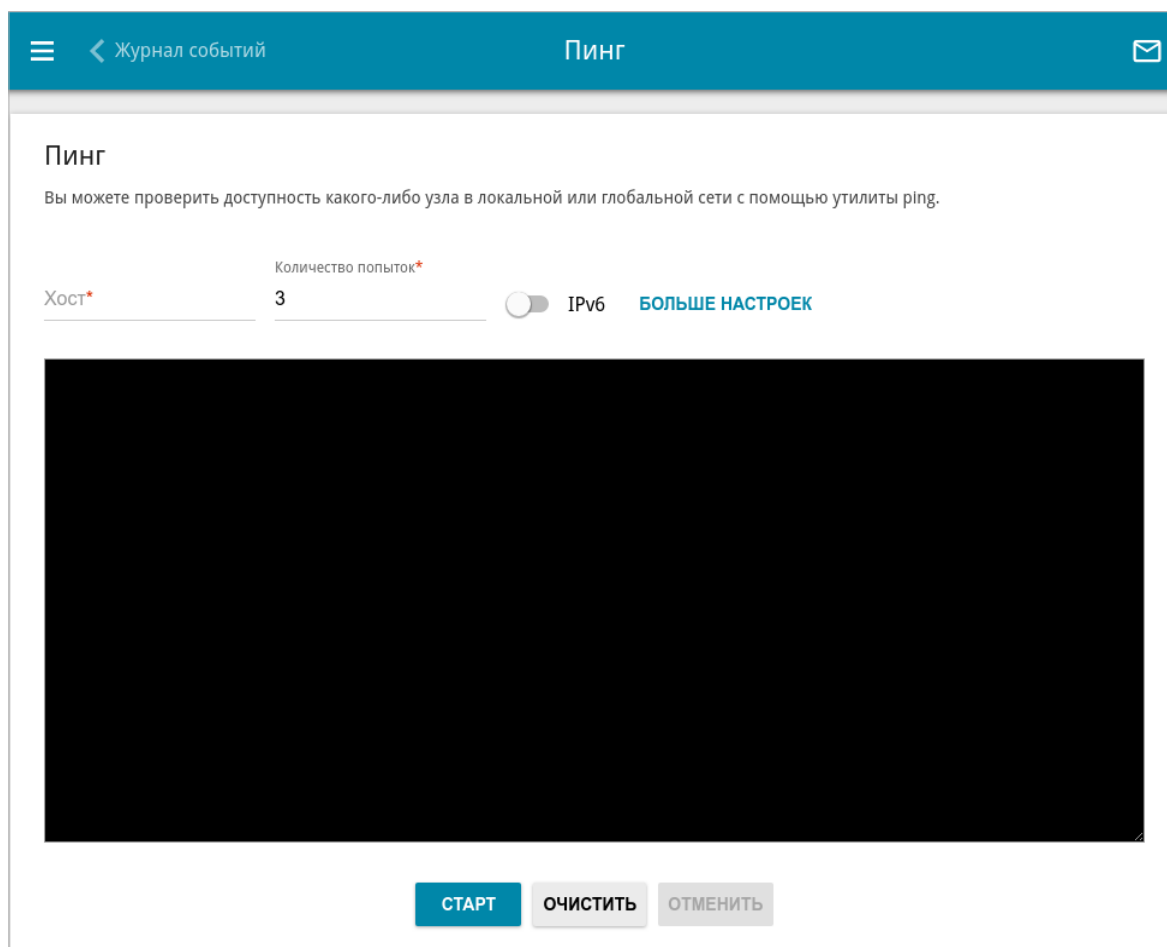 Журнал событий
Пинг
Пинг
Вы можете проверить доступность какого-либо узла в локальной или глобальной сети с помощью утилиты ping.
Количество попыток*
Хост*
3
IPv6
БОЛЬШЕ НАСТРОЕК
СТАРТ
ОЧИСТИТЬ
ОТМЕНИТЬ